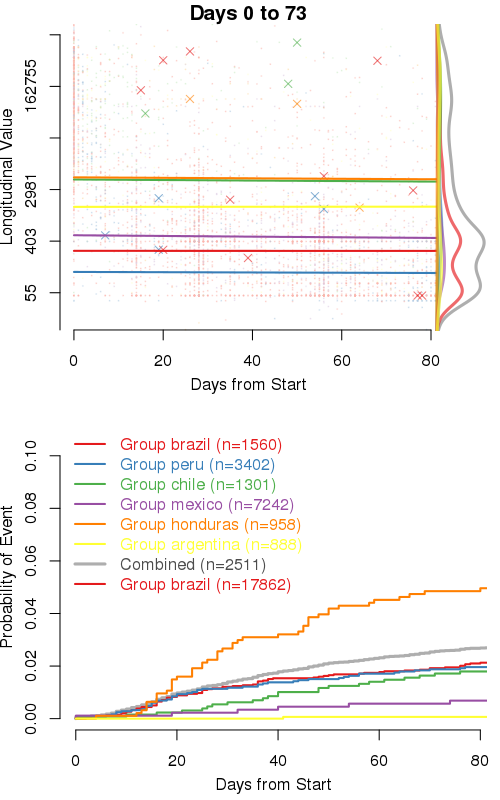 Days 0 to 73
Longitudinal Value
162755
2981
403
55
0
20
40
60
80
Days from Start
Probability of Event
0.10
0.08
0.06
0.04
0.02
0.00
Group brazil (n=1560)
Group peru (n=3402)
Group chile (n=1301)
Group mexico (n=7242)
Group honduras (n=958)
Group argentina (n=888)
Combined (n=2511)
Group brazil (n=17862)
0
20
40
60
80
Days from Start